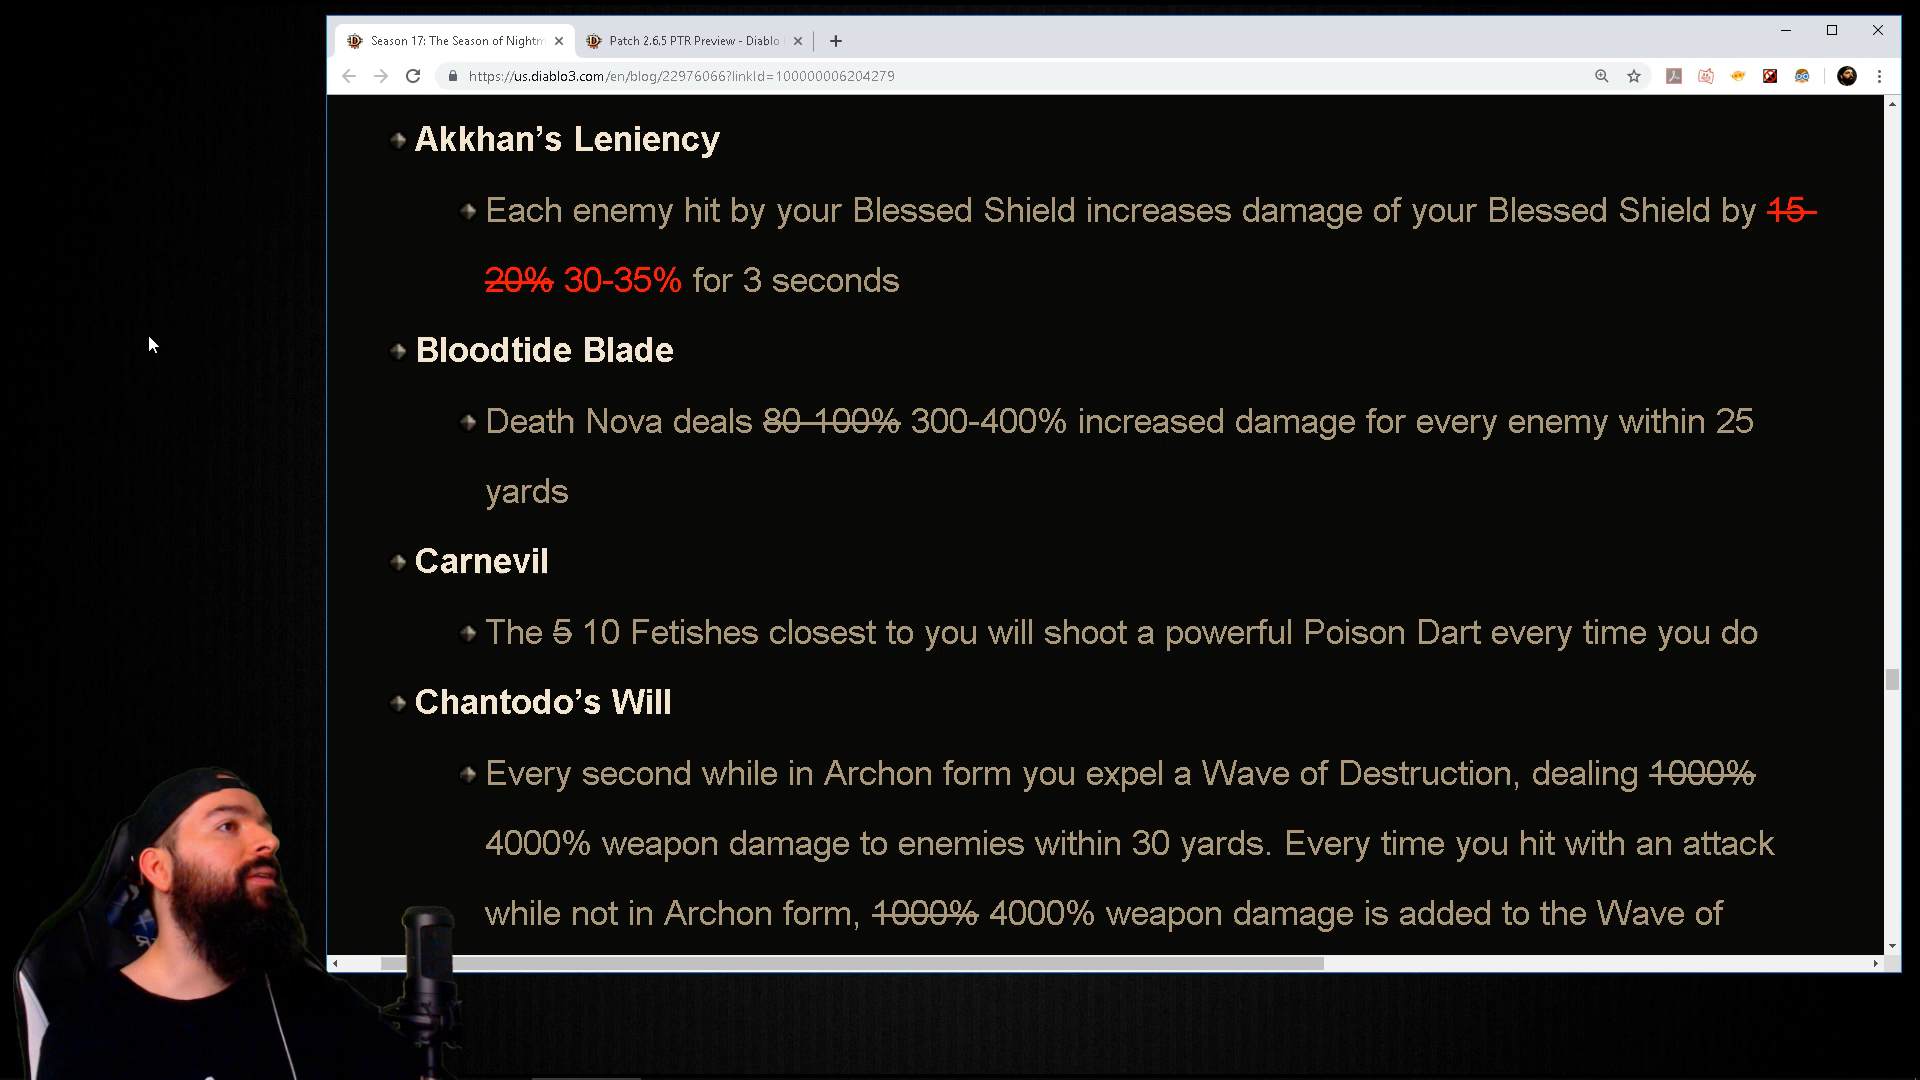 Season 17: The Season of Nightm
Patch 2.6.5 PTR Preview - Diablo
https://us.diablo3.com/en/blog/22976066?linkId=100000006204279
Akkhan’s Leniency
Each enemy hit by your Blessed Shield increases damage of your Blessed Shield by 15-
20% 30-35% for 3 seconds
Bloodtide Blade
Death Nova deals 80-100% 300-400% increased damage for every enemy within 25
yards
Carnevil
The 5 10 Fetishes closest to you will shoot a powerful Poison Dart every time you do
Chantodo’s Will
Every second while in Archon form you expel a Wave of Destruction, dealing 1000%
4000% weapon damage to enemies within 30 yards. Every time you hit with an attack
while not in Archon form, 1000% 4000% weapon damage is added to the Wave of